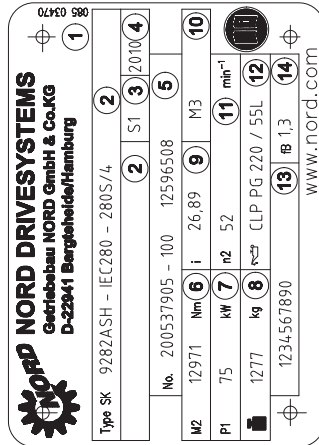 NORD
NORD DRIVESYSTEMS
Getriebebau NORD GmbH & Co.KG
D-22941 Bargteheide/Hamburg
1
085 03470
Type SK 9282ASH - IEC280 - 280S/4 2
2 S1 3 2010 4
No. 200537905 - 100 12596508 5
M2 12971 Nm 6 i 26,89 9 M3 10
P1 75 kW 7 n2 52 11 min-1
1277 kg 8 CLP PG 220 / 55L 12
1234567890 13 fB 1,3 14
www.nord.com